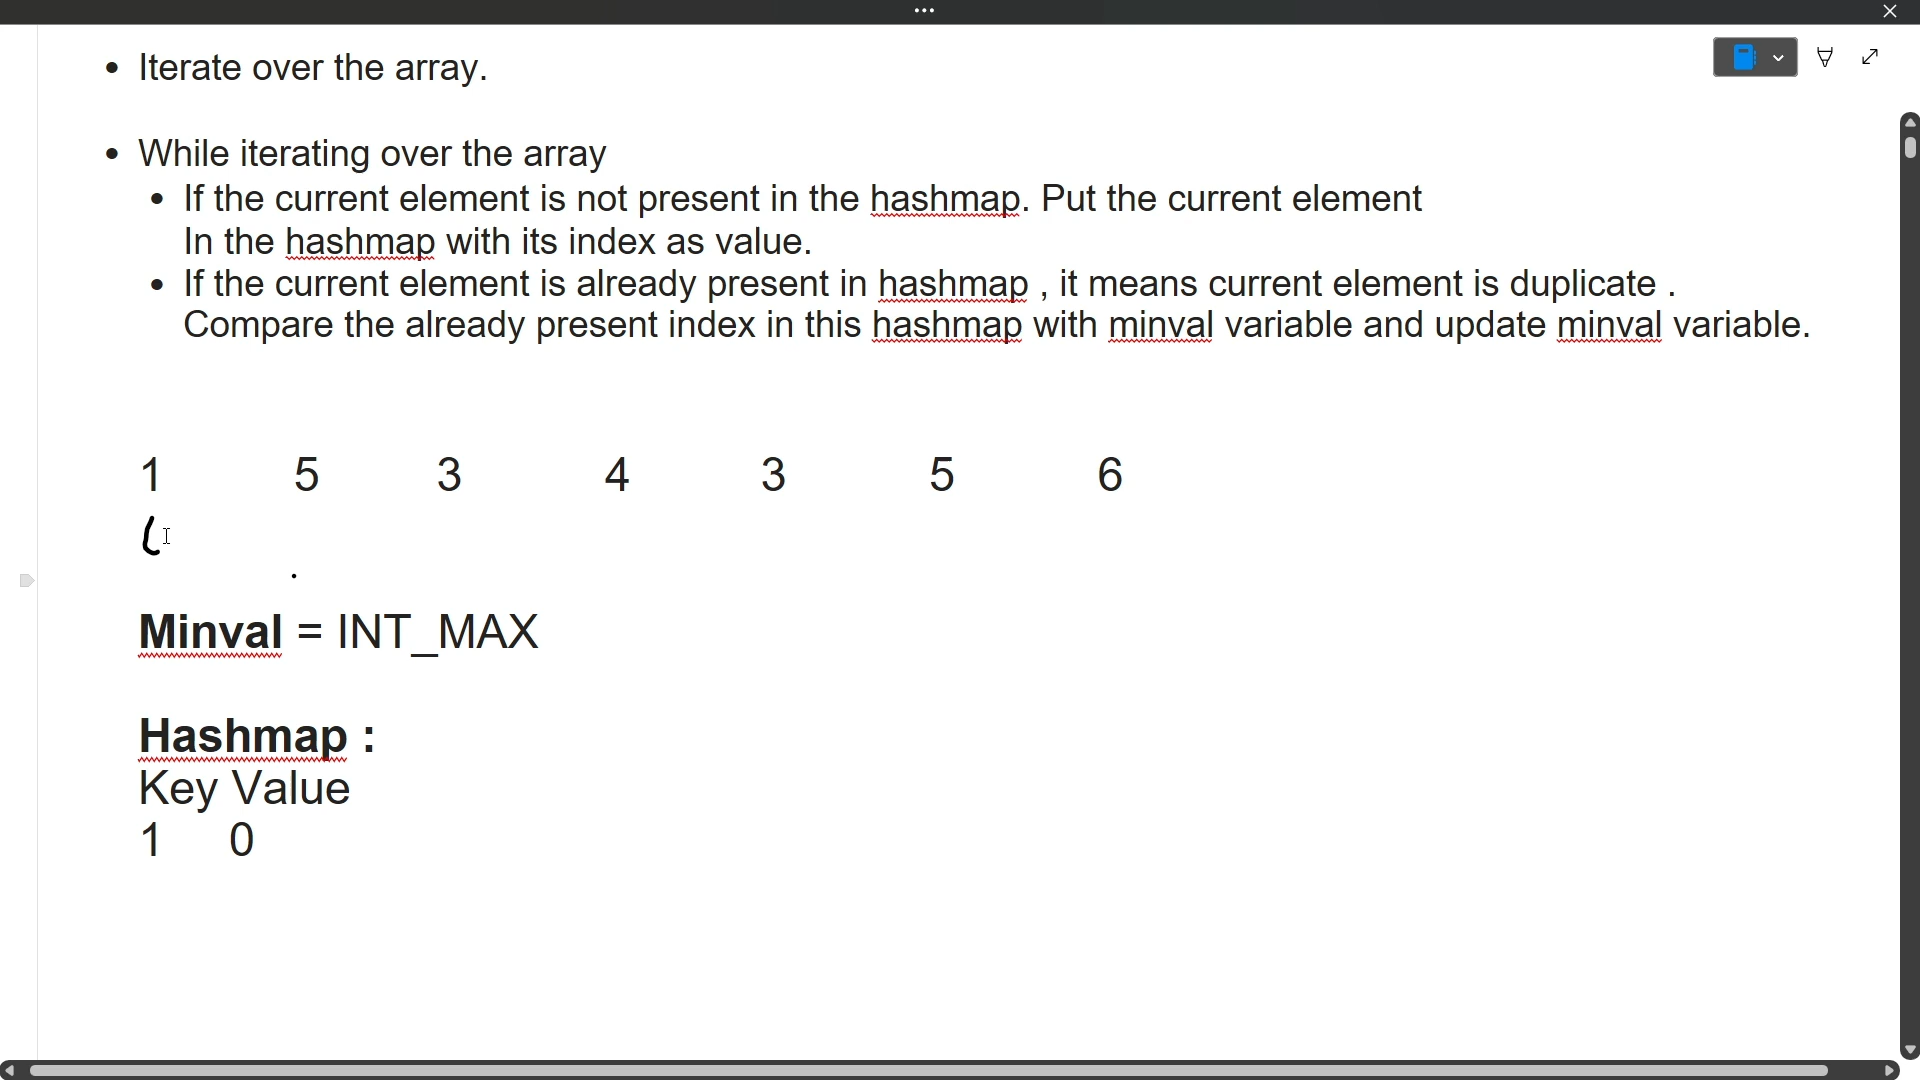 Iterate over the array.
While iterating over the array
If the current element is not present in the hashmap. Put the current element
In the hashmap with its index as value.
If the current element is already present in hashmap , it means current element is duplicate .
Compare the already present index in this hashmap with minval variable and update minval variable.
1 5 3 4 3 5 6
Minval = INT_MAX
Hashmap :
Key Value
1 0